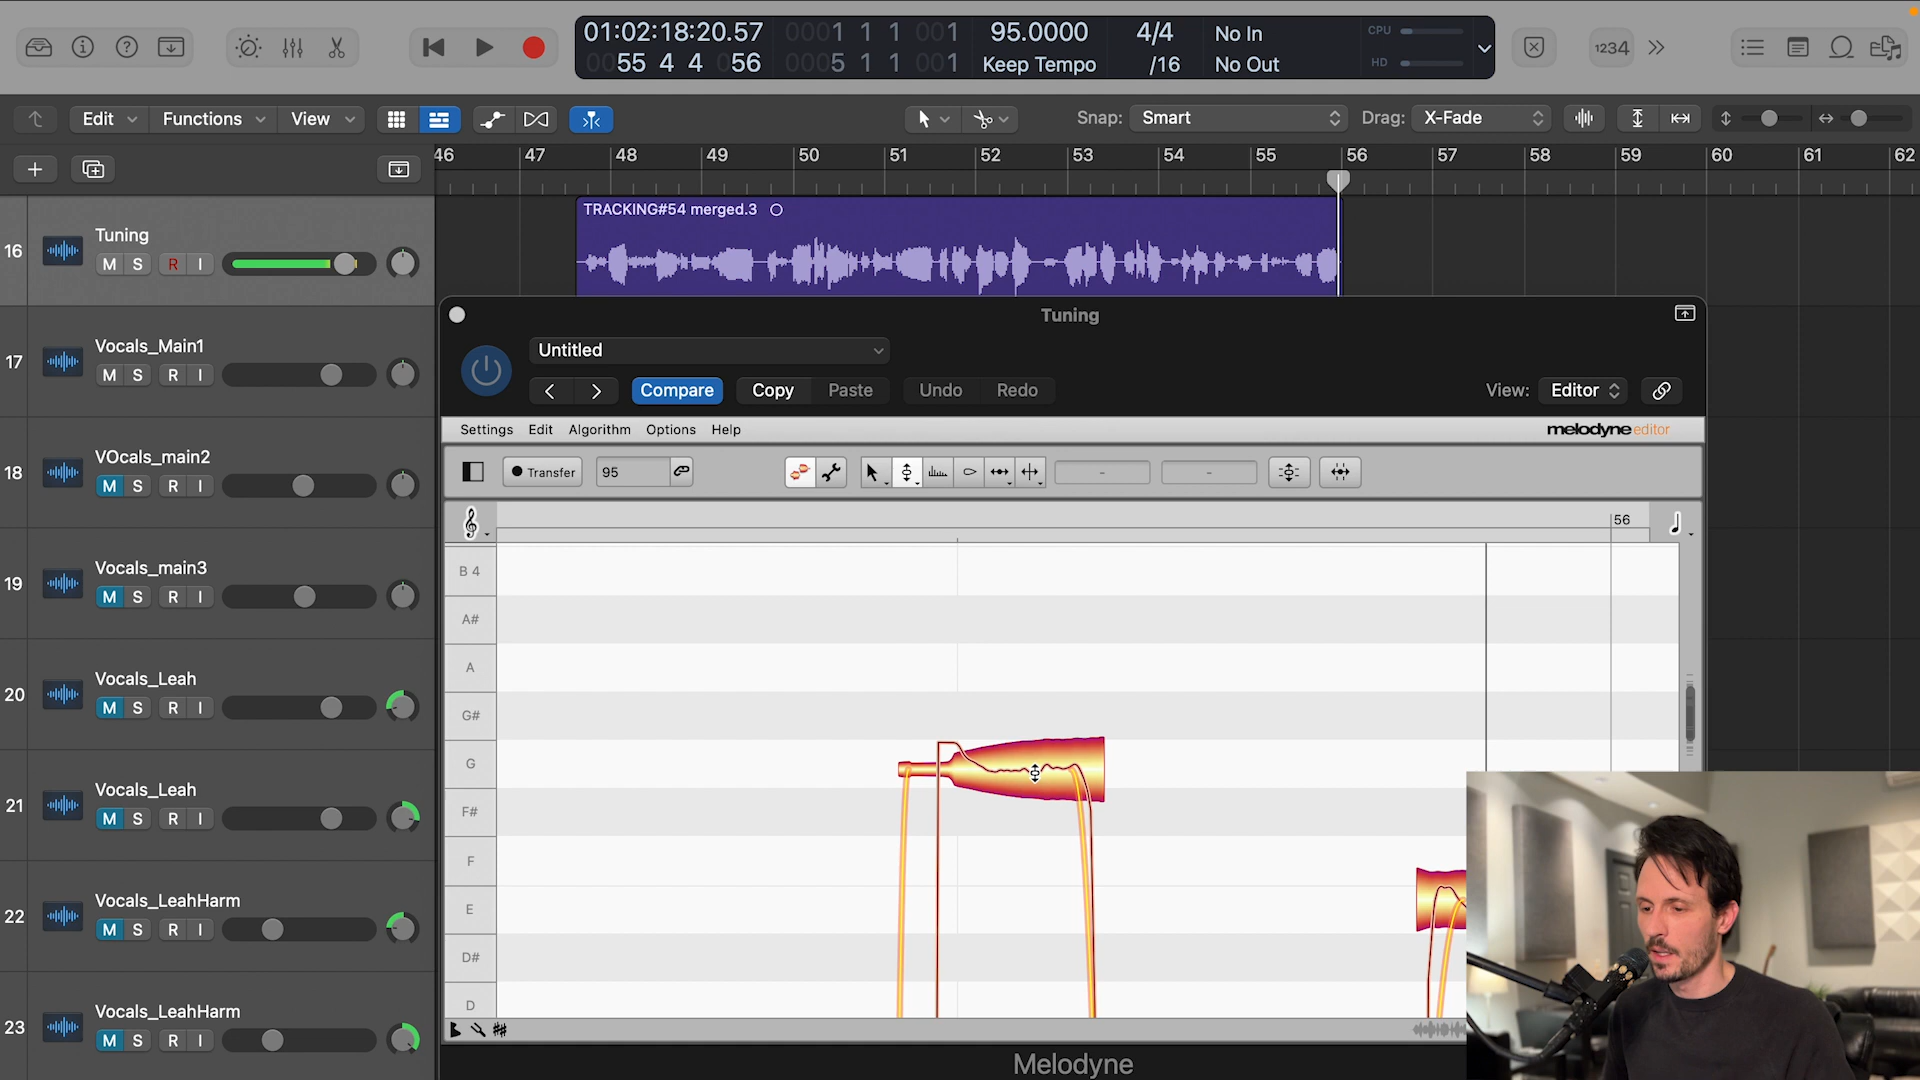 01:02:18:20.57
0055 4 4 056
0001 1 1 001
0005 1 1 001
95.0000
Keep Tempo
4/4
/16
No In
No Out
CPU
HD
1234
Edit
Functions
View
Snap:
Smart
Drag:
X-Fade
46 47 48 49 50 51 52 53 54 55 56 57 58 59 60 61 62
TRACKING#54 merged.3
16
Tuning
M S R I
17
Vocals_Main1
M S R I
18
VOcals_main2
M S R I
19
Vocals_main3
M S R I
20
Vocals_Leah
M S R I
21
Vocals_Leah
M S R I
22
Vocals_LeahHarm
M S R I
23
Vocals_LeahHarm
M S R I
Tuning
Untitled
Compare
Copy
Paste
Undo
Redo
View:
Editor
Settings
Edit
Algorithm
Options
Help
melodyne editor
Transfer
95
-
-
56
B 4
A#
A
G#
G
F#
F
E
D#
D
Melodyne